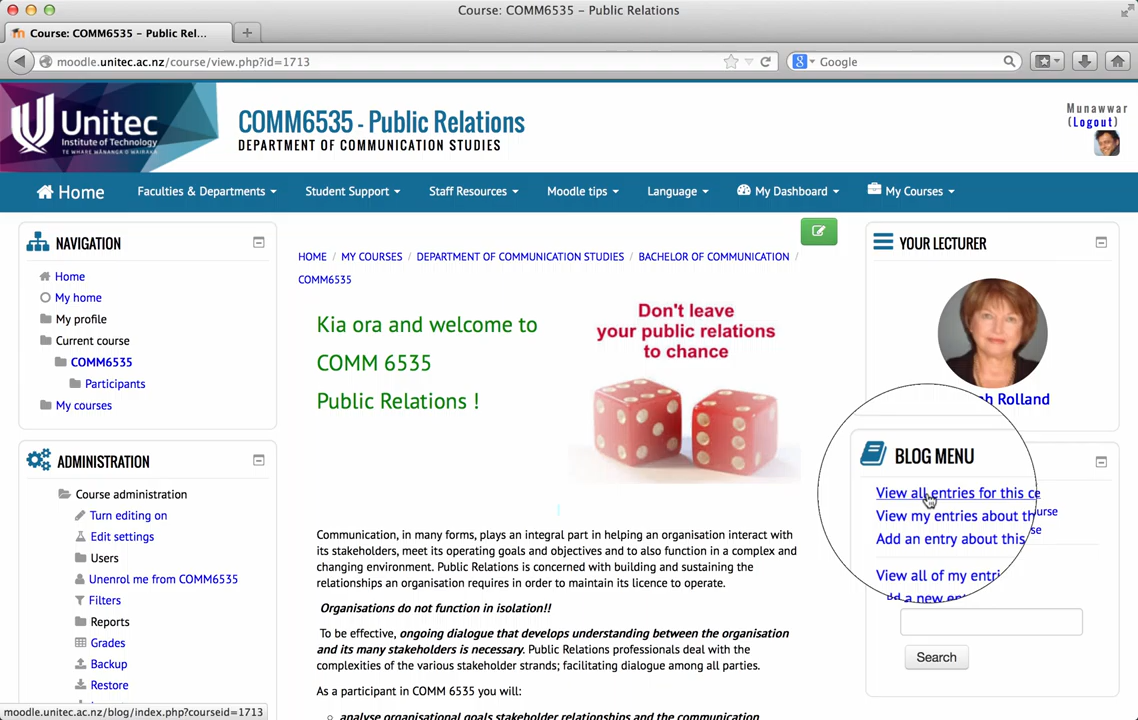 Course: COMM6535 – Public Relations
Course: COMM6535 – Public Rel...
moodle.unitec.ac.nz/course/view.php?id=1713
Google
Unitec
Institute of Technology
TE WHARE WĀNANGA O WAIRAKA
COMM6535 - Public Relations
DEPARTMENT OF COMMUNICATION STUDIES
Munawwar
(Logout)
Home
Faculties & Departments
Student Support
Staff Resources
Moodle tips
Language
My Dashboard
My Courses
NAVIGATION
Home
My home
My profile
Current course
COMM6535
Participants
My courses
ADMINISTRATION
Course administration
Turn editing on
Edit settings
Users
Unenrol me from COMM6535
Filters
Reports
Grades
Backup
Restore
HOME / MY COURSES / DEPARTMENT OF COMMUNICATION STUDIES / BACHELOR OF COMMUNICATION /
COMM6535
Kia ora and welcome to
COMM 6535
Public Relations !
Don't leave
your public relations
to chance
Communication, in many forms, plays an integral part in helping an organisation interact with
its stakeholders, meet its operating goals and objectives and to also function in a complex and
changing environment. Public Relations is concerned with building and sustaining the
relationships an organisation requires in order to maintain its licence to operate.
Organisations do not function in isolation!!
To be effective, ongoing dialogue that develops understanding between the organisation
and its many stakeholders is necessary. Public Relations professionals deal with the
complexities of the various stakeholder strands; facilitating dialogue among all parties.
As a participant in COMM 6535 you will:
analyse organisational goals stakeholder relationships and the communication
YOUR LECTURER
Rolland
BLOG MENU
View all entries for this
View my entries about
Add an entry about this
View all of my
new
Search
moodle.unitec.ac.nz/blog/index.php?courseid=1713